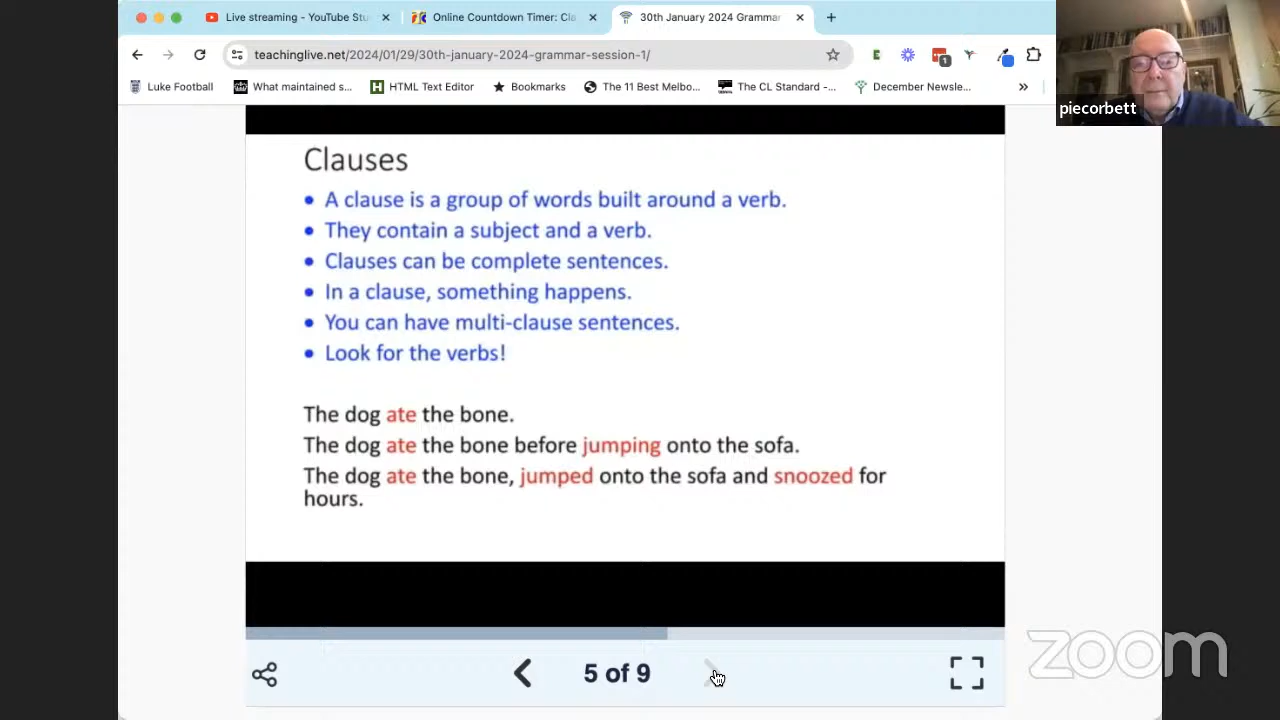 Live streaming - YouTube Stu
Online Countdown Timer: Cla
30th January 2024 Grammar
teachinglive.net/2024/01/29/30th-january-2024-grammar-session-1/
1
Luke Football
What maintained s...
HTML Text Editor
Bookmarks
The 11 Best Melbo...
The CL Standard -...
December Newsle...
piecorbett
Clauses
• A clause is a group of words built around a verb.
• They contain a subject and a verb.
• Clauses can be complete sentences.
• In a clause, something happens.
• You can have multi-clause sentences.
• Look for the verbs!
The dog ate the bone.
The dog ate the bone before jumping onto the sofa.
The dog ate the bone, jumped onto the sofa and snoozed for
hours.
5 of 9
zoom